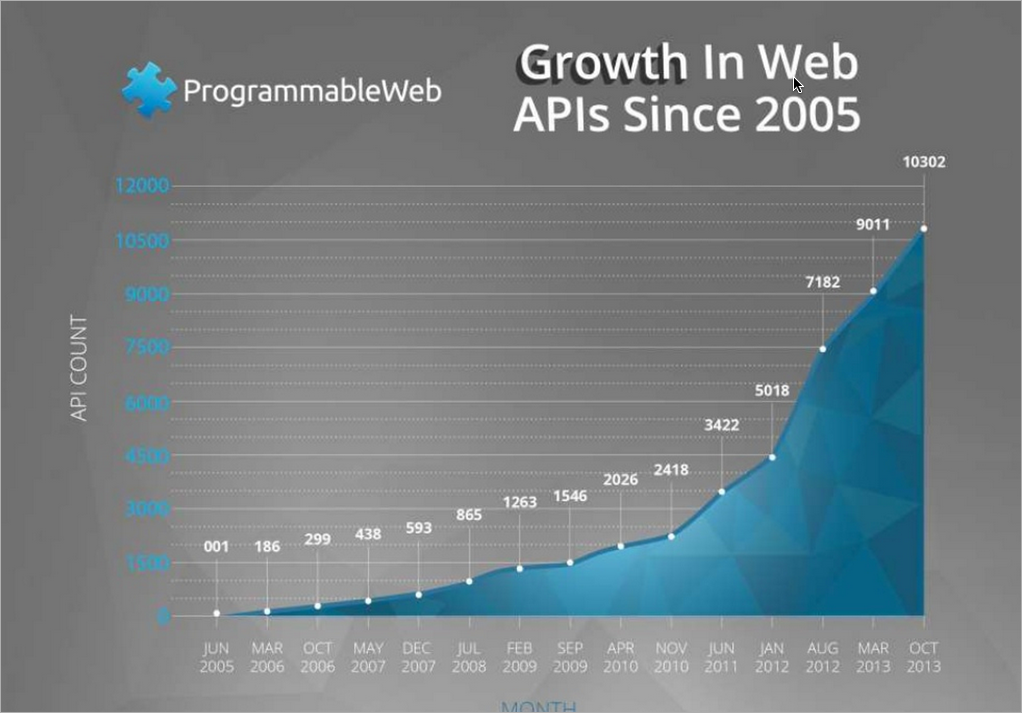 ProgrammableWeb
Growth In Web
APIs Since 2005
API COUNT
12000
10500
9000
7500
6000
4500
3000
1500
0
001
186
299
438
593
865
1263
1546
2026
2418
3422
5018
7182
9011
10302
JUN
2005
MAR
2006
OCT
2006
MAY
2007
DEC
2007
JUL
2008
FEB
2009
SEP
2009
APR
2010
NOV
2010
JUN
2011
JAN
2012
AUG
2012
MAR
2013
OCT
2013
MONTH